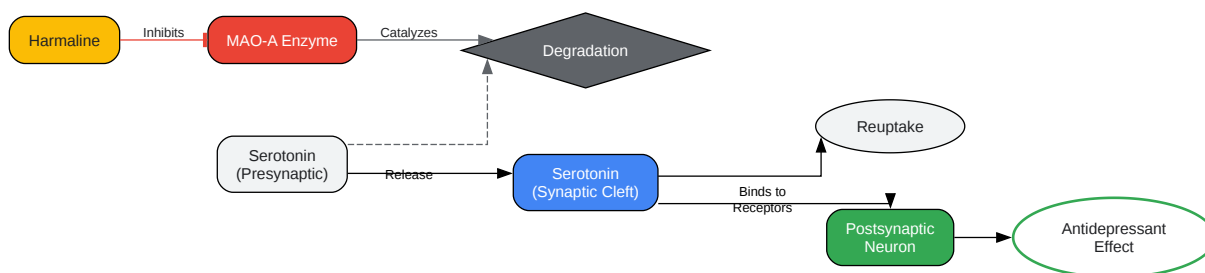 Harmaline
Inhibits
MAO-A Enzyme
Catalyzes
Degradation
Serotonin
(Presynaptic)
Release
Serotonin
(Synaptic Cleft)
Reuptake
Binds to
Receptors
Postsynaptic
Neuron
Antidepressant
Effect